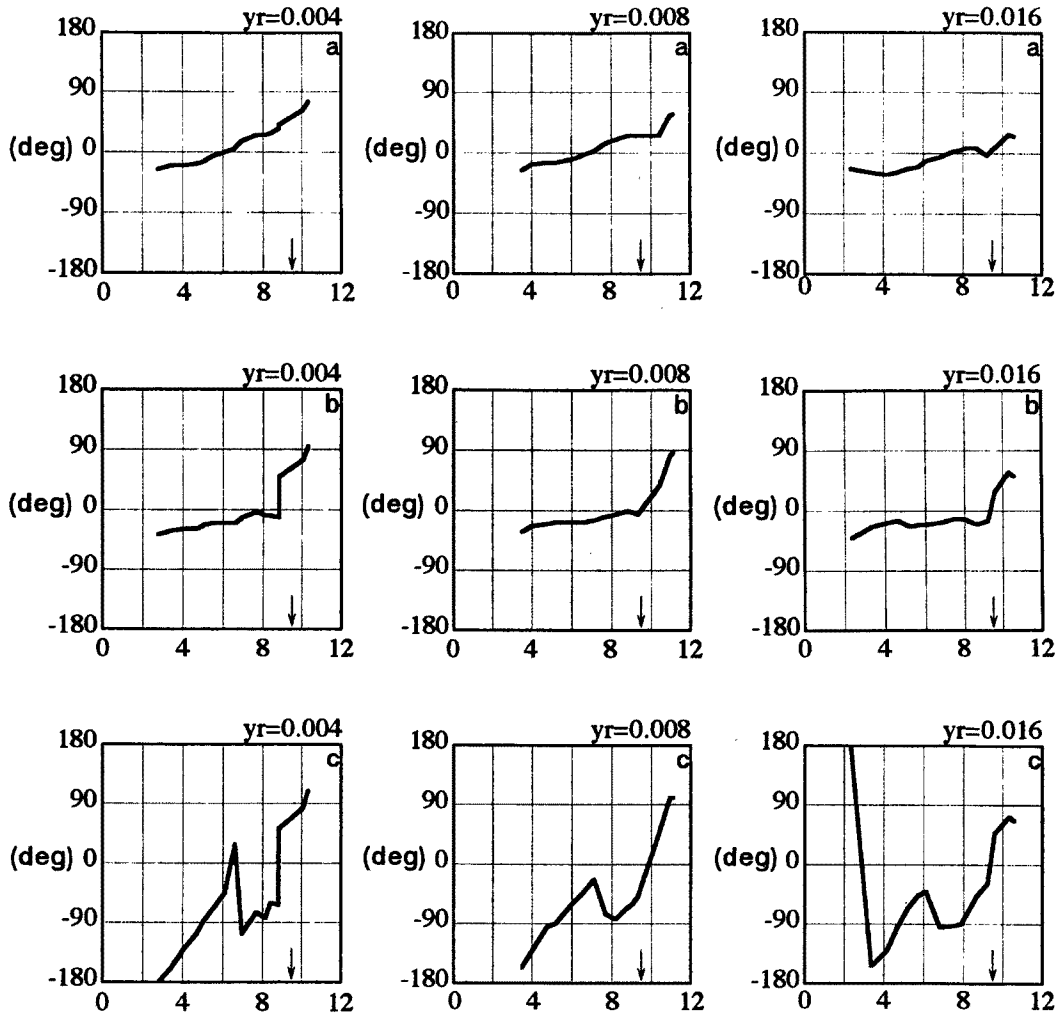 yr=0.004 yr=0.008 yr=0.016
180 a 180 a 180 a
90 90 90
(deg) 0 (deg) 0 (deg) 0
-90 -90 -90
-180 -180 -180
0 4 8 12 0 4 8 12 0 4 8 12
yr=0.004 yr=0.008 yr=0.016
180 b 180 b 180 b
90 90 90
(deg) 0 (deg) 0 (deg) 0
-90 -90 -90
-180 -180 -180
0 4 8 12 0 4 8 12 0 4 8 12
yr=0.004 yr=0.008 yr=0.016
180 c 180 c 180 c
90 90 90
(deg) 0 (deg) 0 (deg) 0
-90 -90 -90
-180 -180 -180
0 4 8 12 0 4 8 12 0 4 8 12